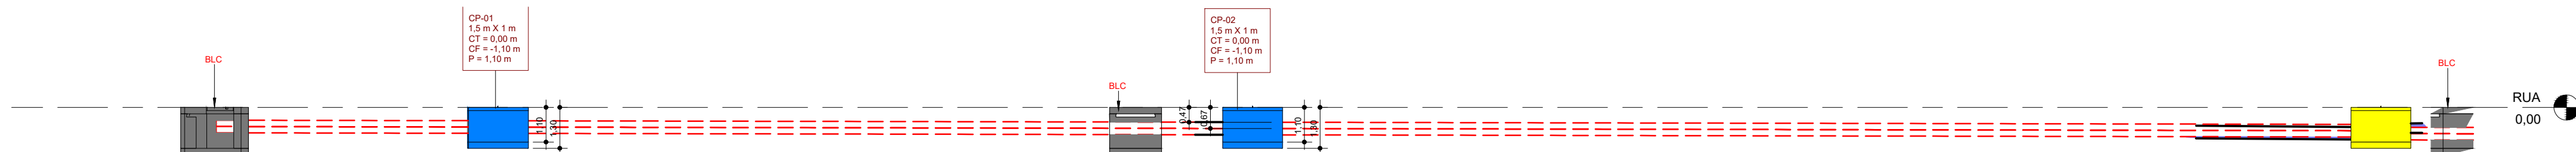 BLC
CP-01
1,5 m X 1 m
CT = 0,00 m
CF = -1,10 m
P = 1,10 m
1,10
1,30
BLC
0,47
0,67
CP-02
1,5 m X 1 m
CT = 0,00 m
CF = -1,10 m
P = 1,10 m
1,10
1,30
BLC
RUA
0,00